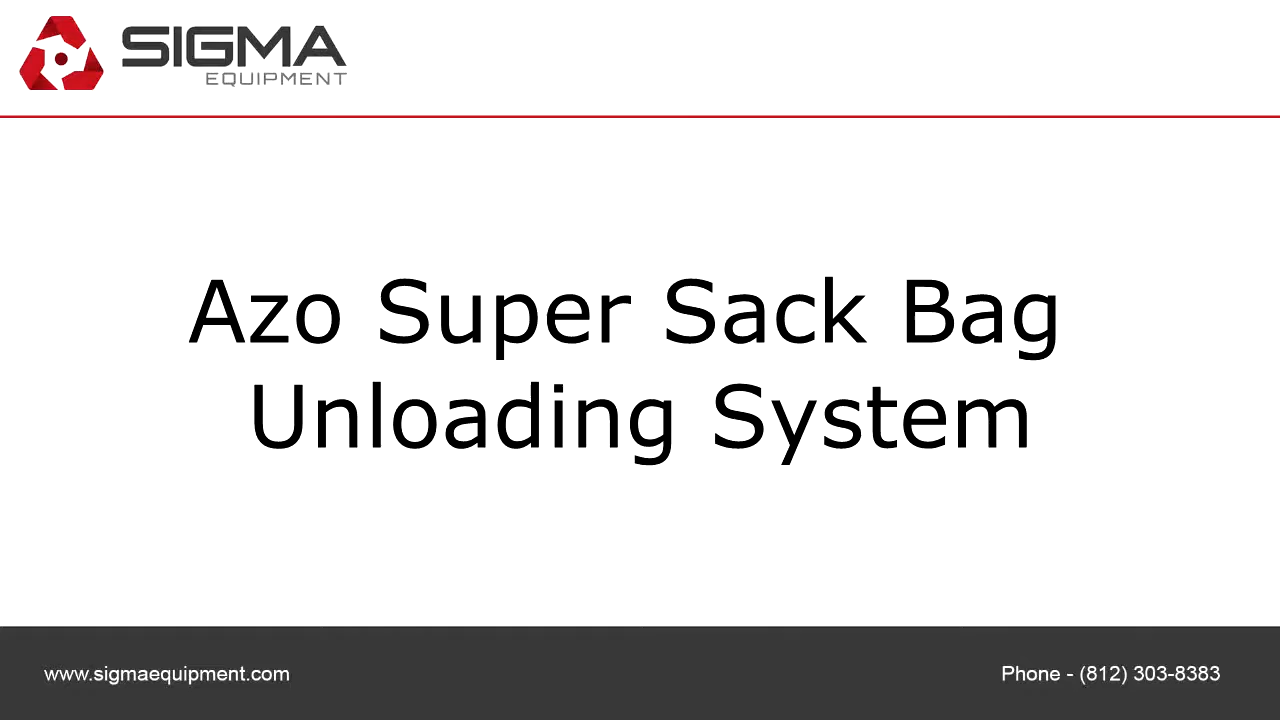 SIGMA
EQUIPMENT
Azo Super Sack Bag
Unloading System
www.sigmaequipment.com
Phone - (812) 303-8383